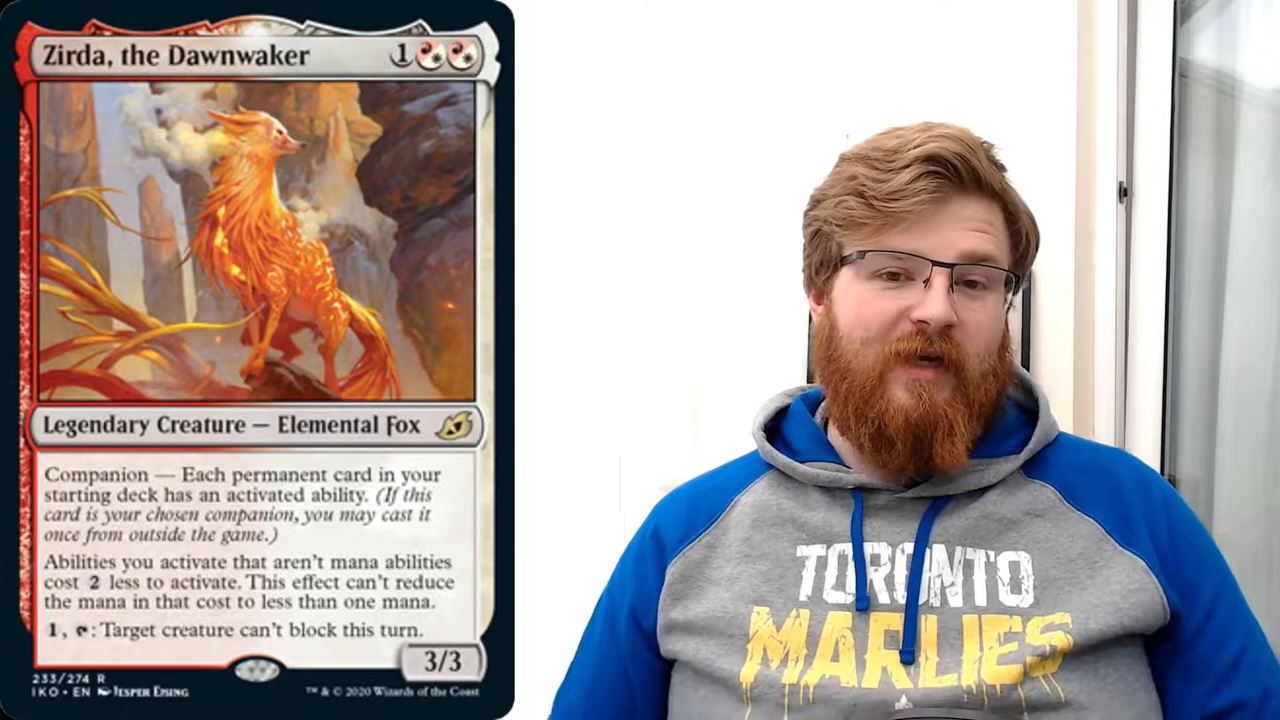 Zirda, the Dawnwaker 1
Legendary Creature — Elemental Fox
Companion — Each permanent card in your
starting deck has an activated ability. (If this
card is your chosen companion, you may cast it
once from outside the game.)
Abilities you activate that aren't mana abilities
cost 2 less to activate. This effect can't reduce
the mana in that cost to less than one mana.
1, : Target creature can't block this turn.
3/3
233/274 R
IKO • EN Jesper Ejsing
™ & © 2020 Wizards of the Coast
TORONTO
MARLIES